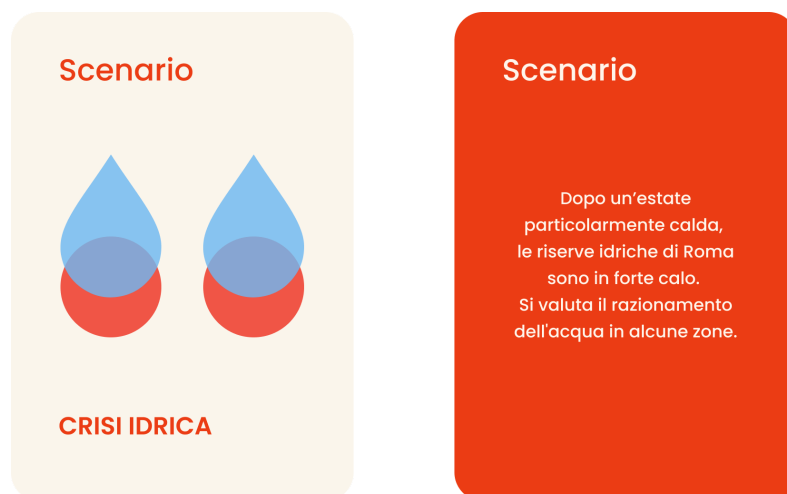 Scenario
CRISI IDRICA
Scenario
Dopo un’estate
particolarmente calda,
le riserve idriche di Roma
sono in forte calo.
Si valuta il razionamento
dell'acqua in alcune zone.